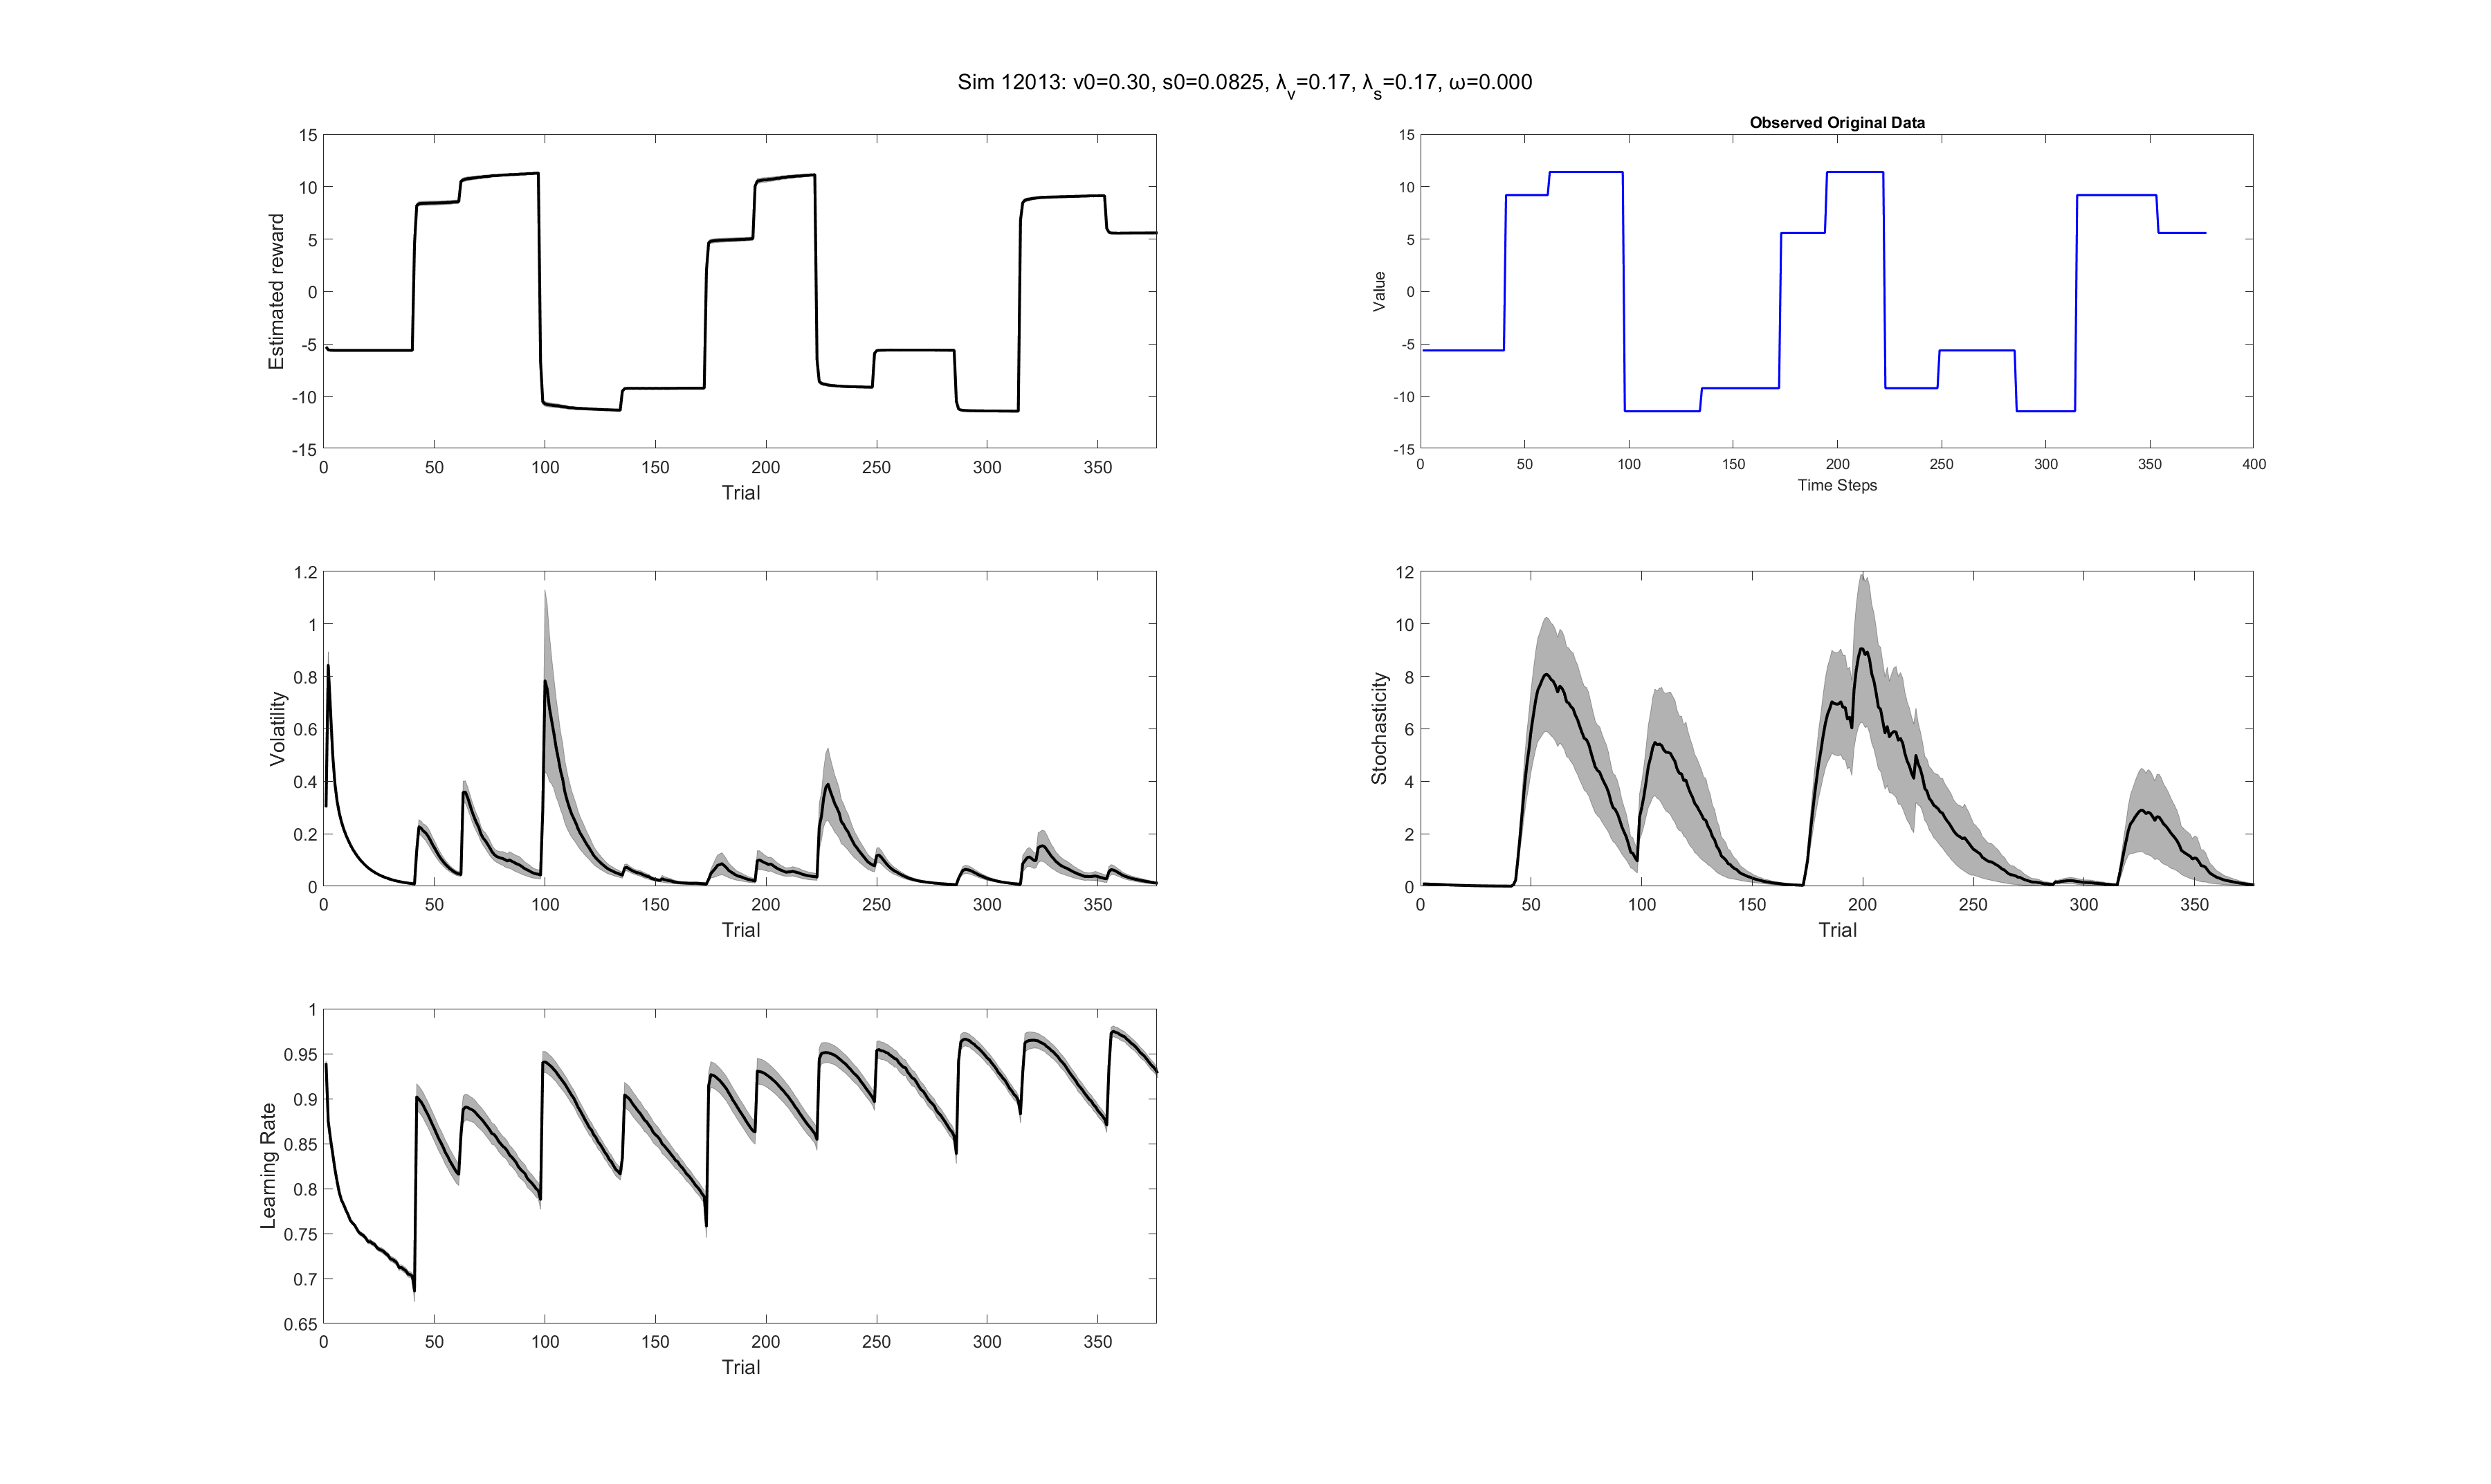 Sim 12013: v0=0.30, s0=0.0825, λv=0.17, λs=0.17, ω=0.000
15
10
5
0
-5
-10
-15
Estimated reward
0 50 100 150 200 250 300 350
Trial
Observed Original Data
15
10
5
0
-5
-10
-15
Value
0 50 100 150 200 250 300 350 400
Time Steps
1.2
1
0.8
0.6
0.4
0.2
0
Volatility
0 50 100 150 200 250 300 350
Trial
12
10
8
6
4
2
0
Stochasticity
0 50 100 150 200 250 300 350
Trial
1
0.95
0.9
0.85
0.8
0.75
0.7
0.65
Learning Rate
0 50 100 150 200 250 300 350
Trial